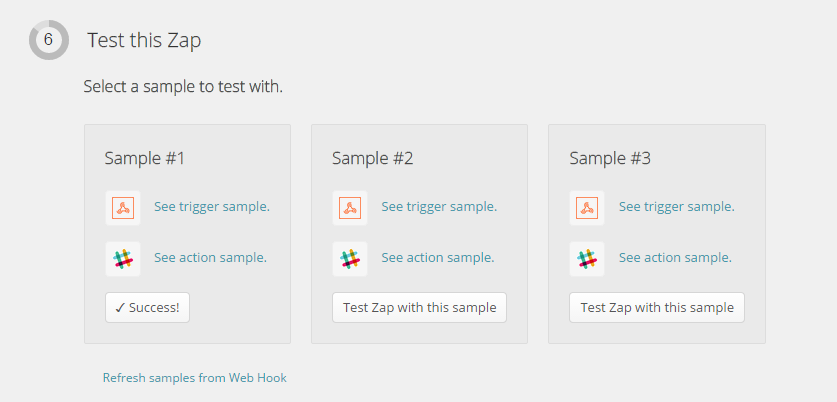 6 Test this Zap
Select a sample to test with.
Sample #1
See trigger sample.
See action sample.
✓ Success!
Sample #2
See trigger sample.
See action sample.
Test Zap with this sample
Sample #3
See trigger sample.
See action sample.
Test Zap with this sample
Refresh samples from Web Hook